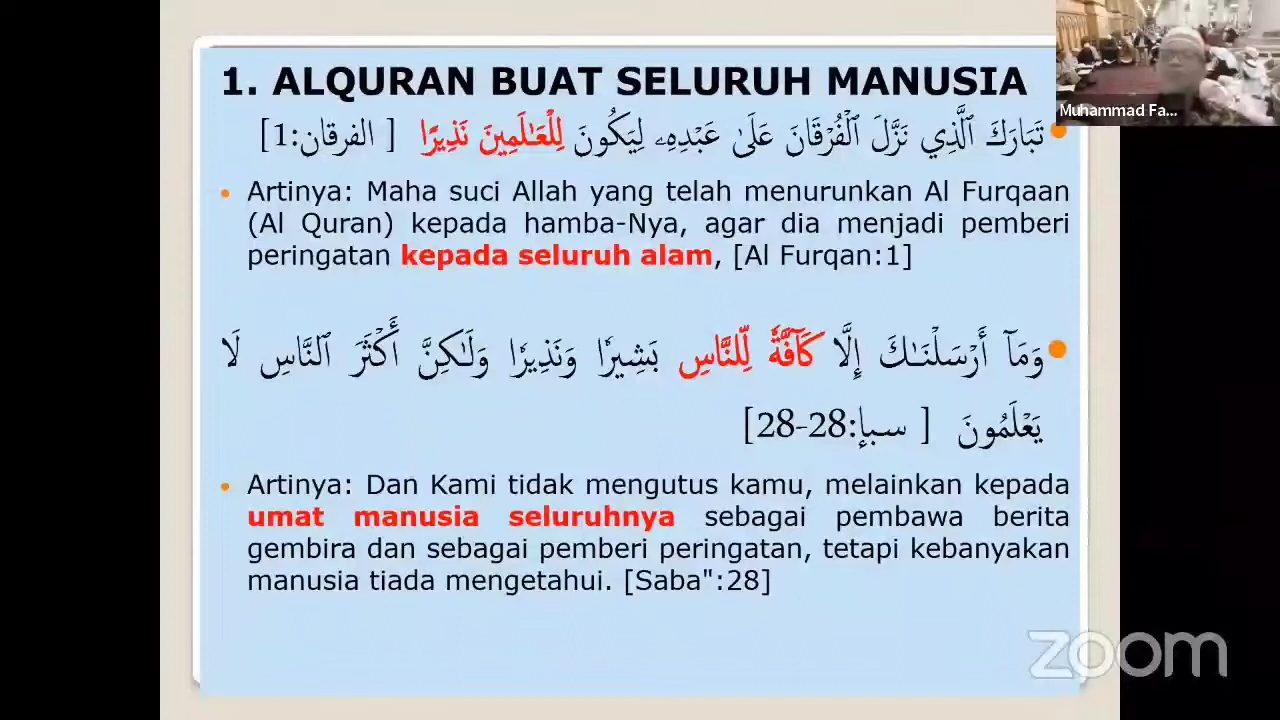 1. ALQURAN BUAT SELURUH MANUSIA
Muhammad Fa...
تَبَارَكَ ٱلَّذِي نَزَّلَ ٱلْفُرْقَانَ عَلَىٰ عَبْدِهِۦ لِيَكُونَ لِلْعَـٰلَمِينَ نَذِيرًا [ الفرقان:1]
Artinya: Maha suci Allah yang telah menurunkan Al Furqaan
(Al Quran) kepada hamba-Nya, agar dia menjadi pemberi
peringatan kepada seluruh alam, [Al Furqan:1]
وَمَآ أَرْسَلْنَـٰكَ إِلَّا كَآفَّةً لِّلنَّاسِ بَشِيرًا وَنَذِيرًا وَلَـٰكِنَّ أَكْثَرَ ٱلنَّاسِ لَا
يَعْلَمُونَ [ سبإ:28-28]
Artinya: Dan Kami tidak mengutus kamu, melainkan kepada
umat manusia seluruhnya sebagai pembawa berita
gembira dan sebagai pemberi peringatan, tetapi kebanyakan
manusia tiada mengetahui. [Saba":28]
zoom